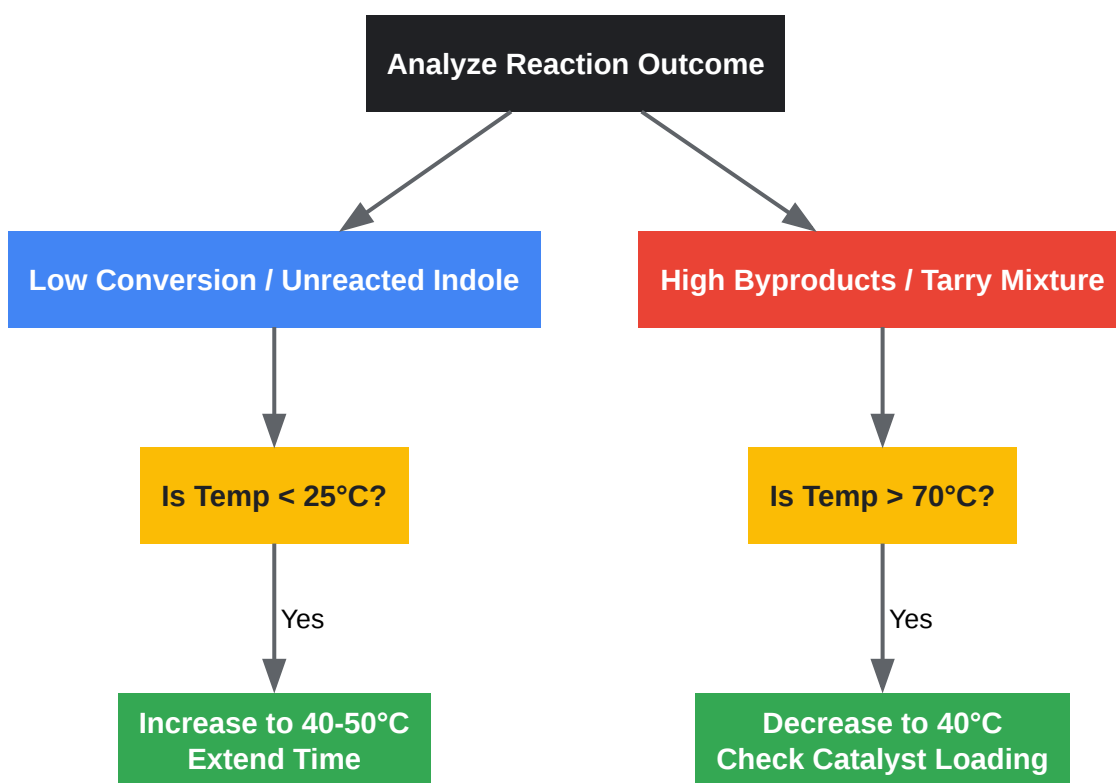 Analyze Reaction Outcome
Low Conversion / Unreacted Indole
High Byproducts / Tarry Mixture
Is Temp < 25°C?
Is Temp > 70°C?
Yes
Yes
Increase to 40-50°C
Extend Time
Decrease to 40°C
Check Catalyst Loading